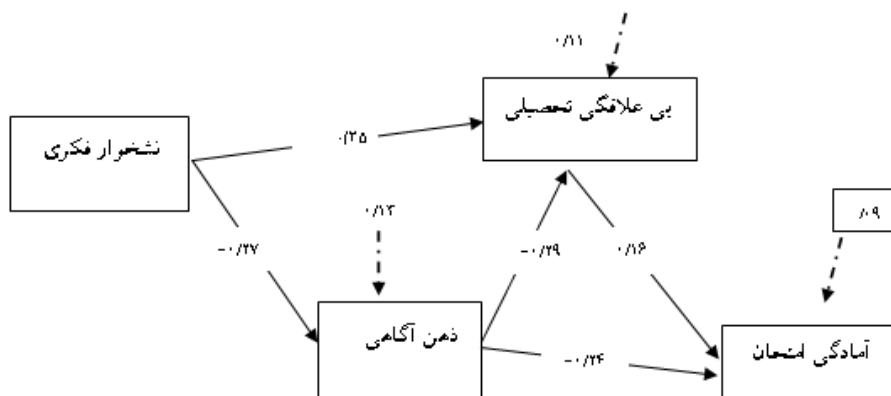 ۰/۱۱
بی علاقگی تحصیلی
نشخوار فکری
۰/۲۵
۰/۱۳
-۰/۲۷
-۰/۲۹
۰/۱۶
۰/۰۹
ذهن آگاهی
آمادگی امتحان
-۰/۲۴